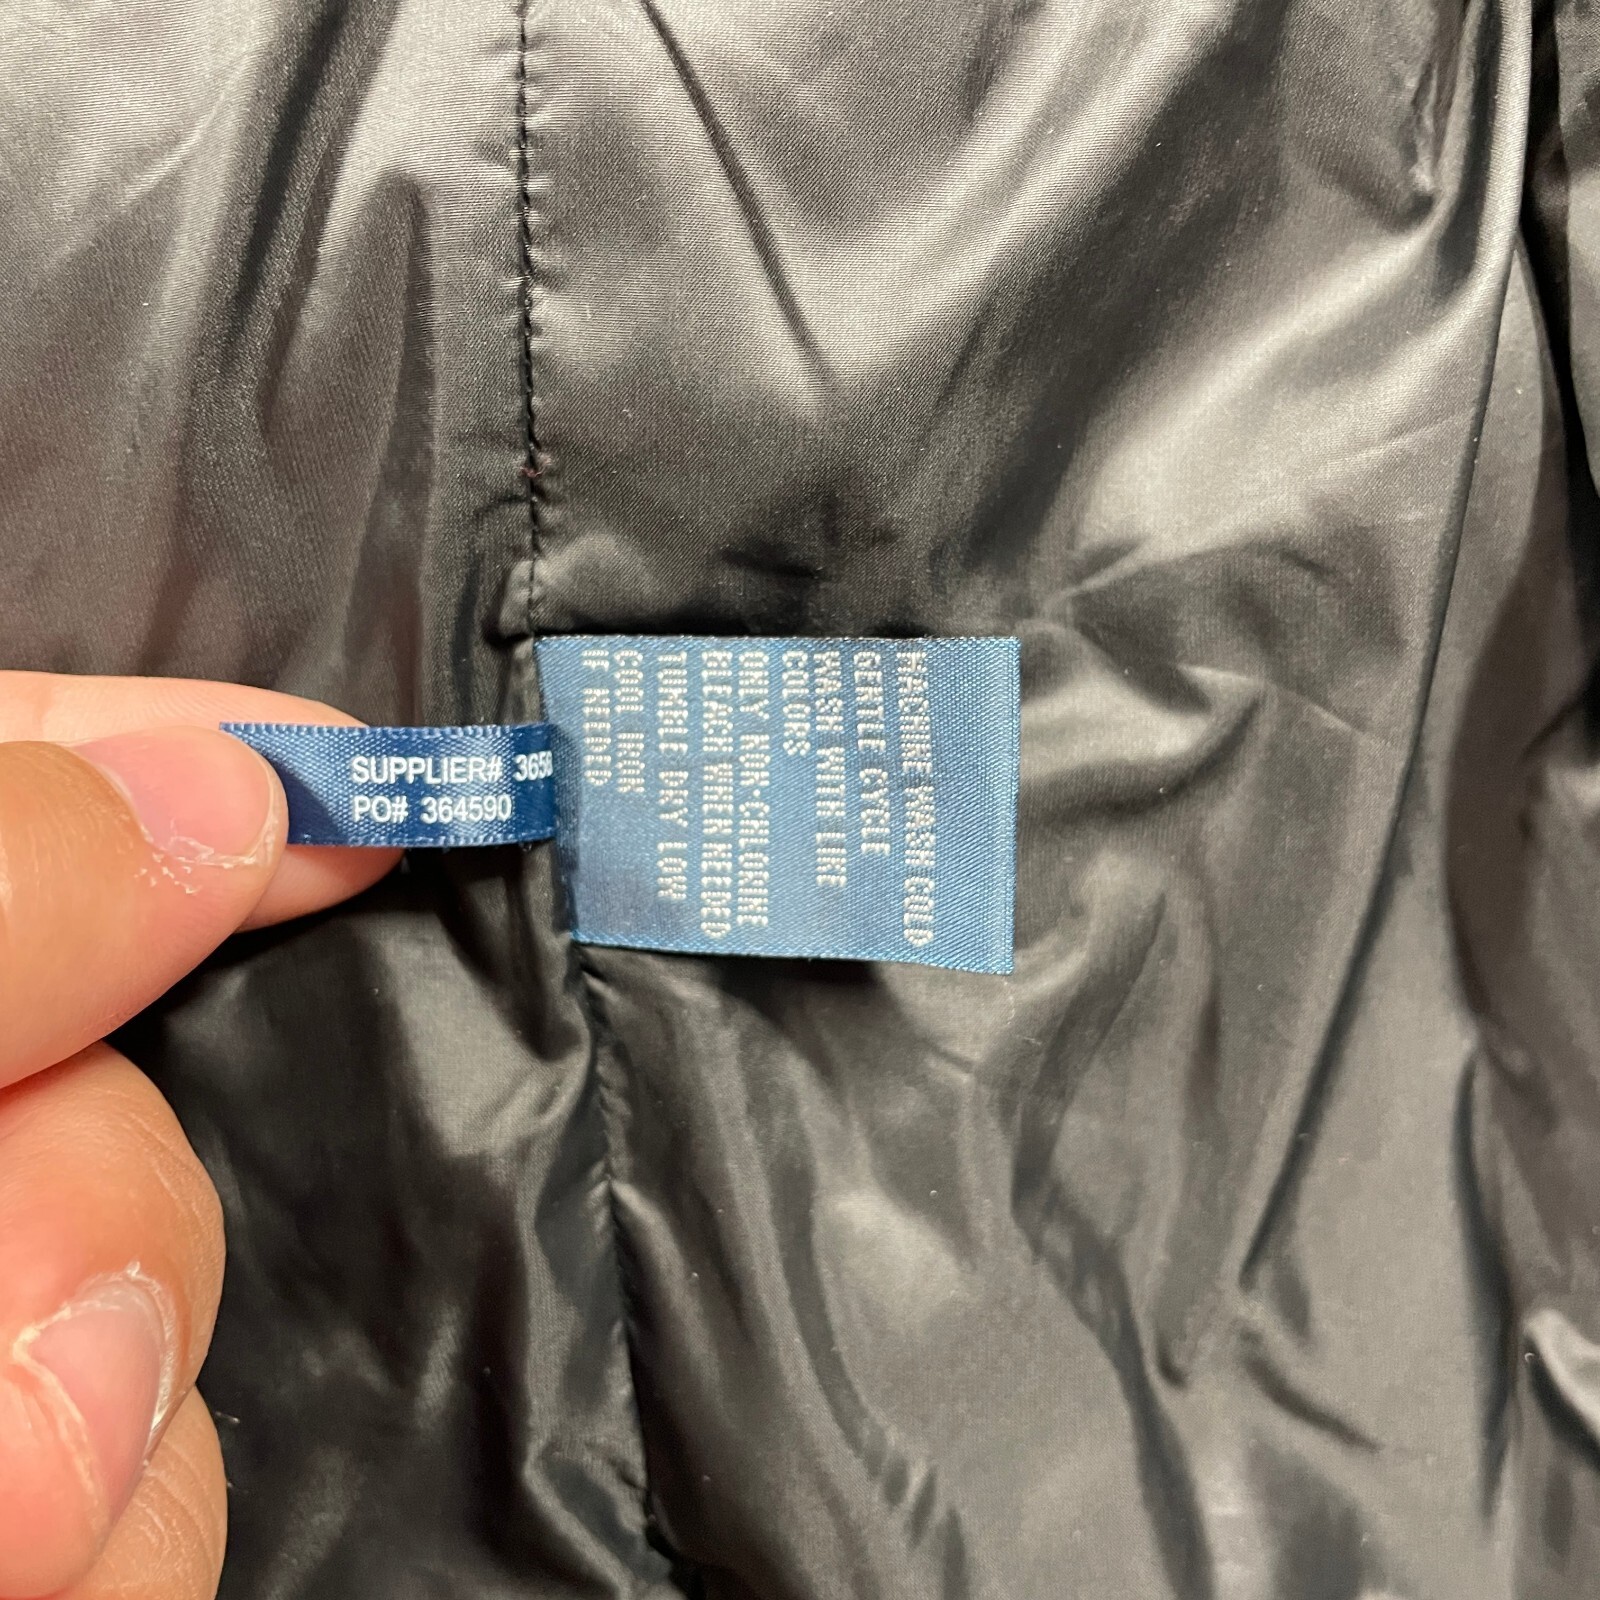 SUPPLIER# 365
PO# 364590
MACHINE WASH COLD
GENTLE CYCLE
WASH WITH LIKE
COLORS
ONLY NON-CHLORINE
BLEACH WHEN NEEDED
TUMBLE DRY LOW
COOL IRON
IF NEEDED